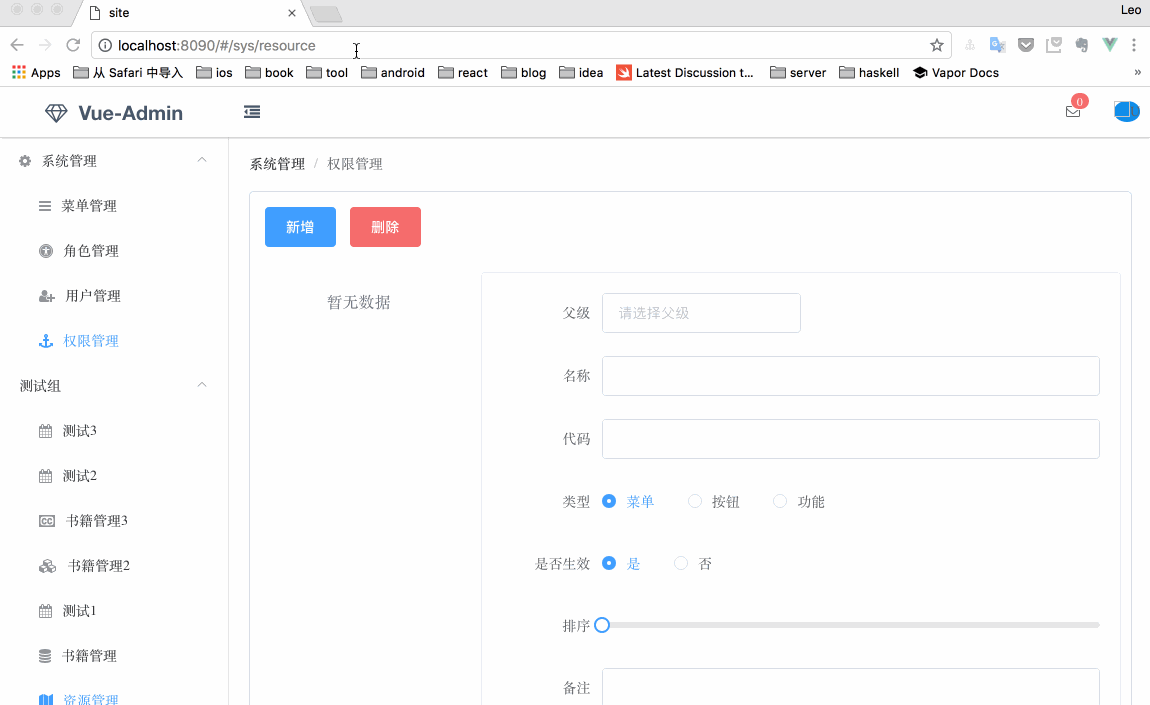 site
Leo
localhost:8090/#/sys/resource
Apps 从 Safari 中导入 ios book tool android react blog idea Latest Discussion t... server haskell Vapor Docs »
Vue-Admin
0
系统管理
菜单管理
角色管理
用户管理
权限管理
测试组
测试3
测试2
书籍管理3
书籍管理2
测试1
书籍管理
资源管理
系统管理 / 权限管理
新增 删除
暂无数据
父级 请选择父级
名称
代码
类型 菜单 按钮 功能
是否生效 是 否
排序
备注